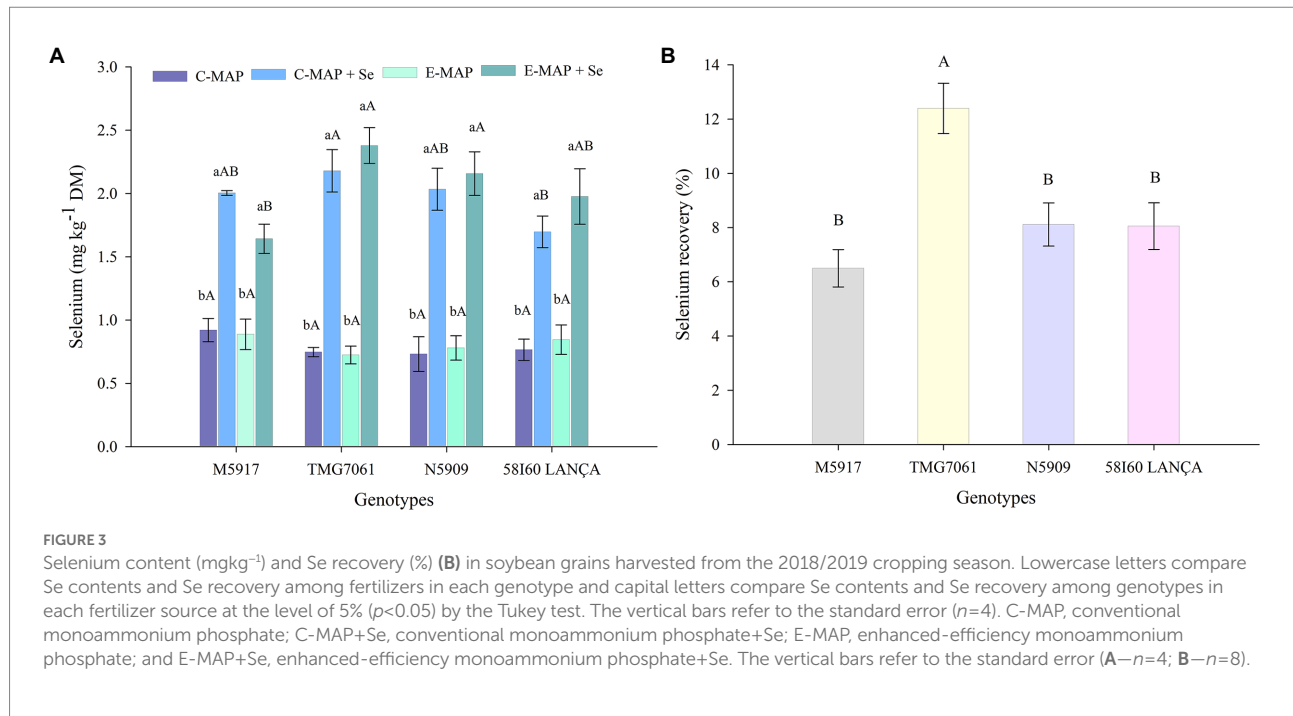 A
3.0
C-MAP C-MAP + Se E-MAP E-MAP + Se
2.5
2.0
1.5
1.0
0.5
0.0
Selenium (mg kg-1 DM)
bA aAB bA aB
bA aA bA aA
bA aA bA aA
bA aB bA aAB
M5917 TMG7061 N5909 58I60 LANÇA
Genotypes
B
14
12
10
8
6
4
2
0
Selenium recovery (%)
B A B B
M5917 TMG7061 N5909 58I60 LANÇA
Genotypes
FIGURE 3
Selenium content (mgkg−1) and Se recovery (%) (B) in soybean grains harvested from the 2018/2019 cropping season. Lowercase letters compare
Se contents and Se recovery among fertilizers in each genotype and capital letters compare Se contents and Se recovery among genotypes in
each fertilizer source at the level of 5% (p<0.05) by the Tukey test. The vertical bars refer to the standard error (n=4). C-MAP, conventional
monoammonium phosphate; C-MAP+Se, conventional monoammonium phosphate+Se; E-MAP, enhanced-efficiency monoammonium
phosphate; and E-MAP+Se, enhanced-efficiency monoammonium phosphate+Se. The vertical bars refer to the standard error (A—n=4; B—n=8).